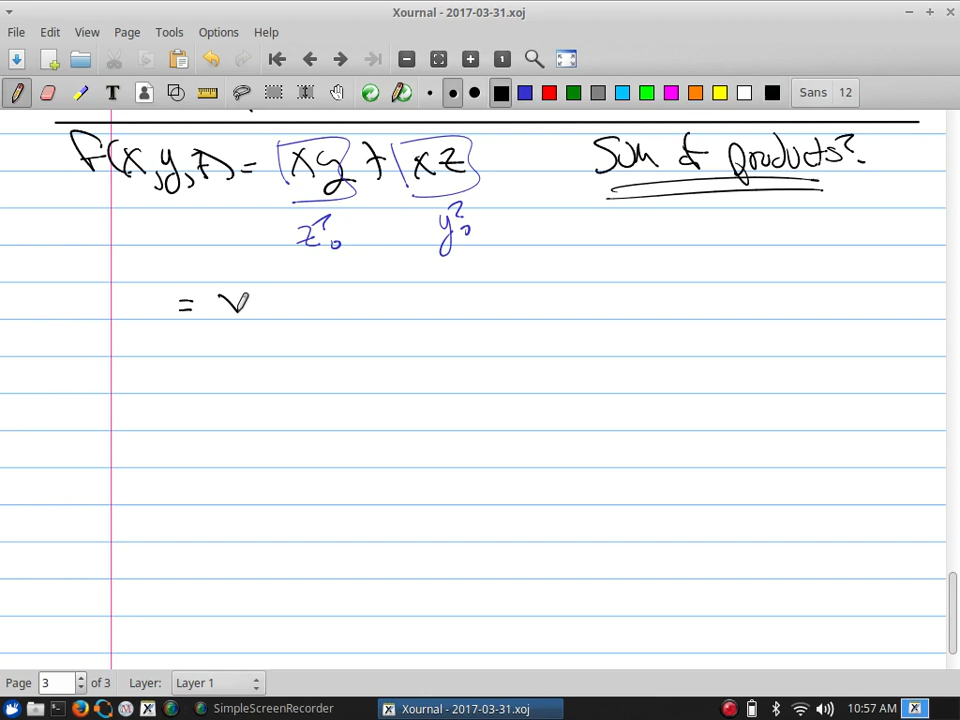 Xournal - 2017-03-31.xoj
File Edit View Page Tools Options Help
Sans 12
F(x,y,z) = xy + xz Sum of products?
z? y?
=
Page 3 of 3 Layer: Layer 1
SimpleScreenRecorder Xournal - 2017-03-31.xoj 10:57 AM